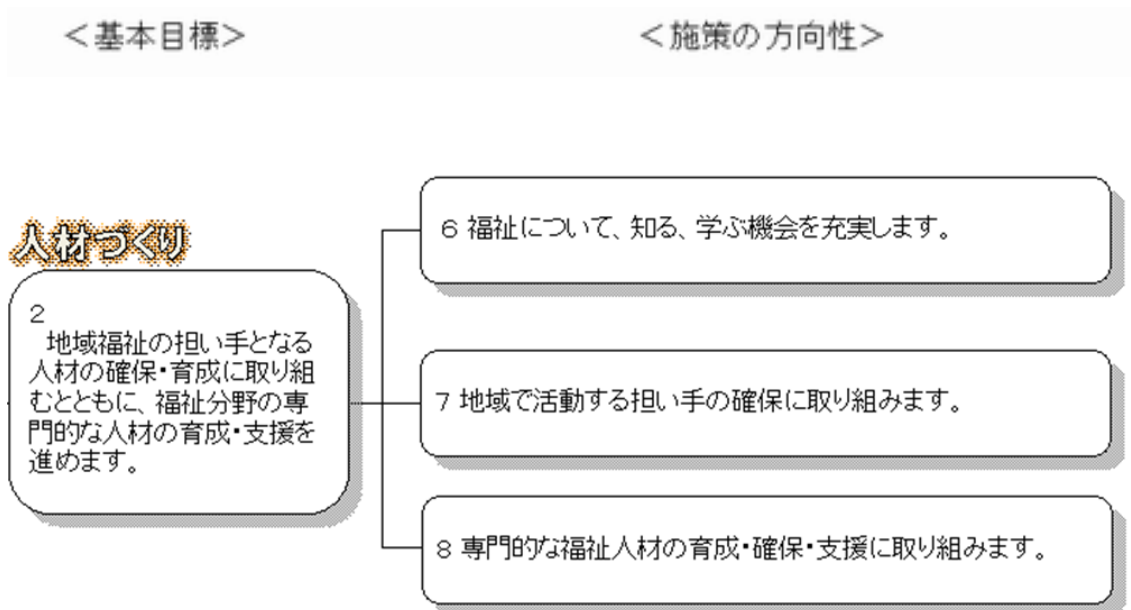 ＜基本目標＞
＜施策の方向性＞
人材づくり
2
地域福祉の担い手となる
人材の確保・育成に取り組
むとともに、福祉分野の専
門的な人材の育成・支援を
進めます。
6 福祉について、知る、学ぶ機会を充実します。
7 地域で活動する担い手の確保に取り組みます。
8 専門的な福祉人材の育成・確保・支援に取り組みます。